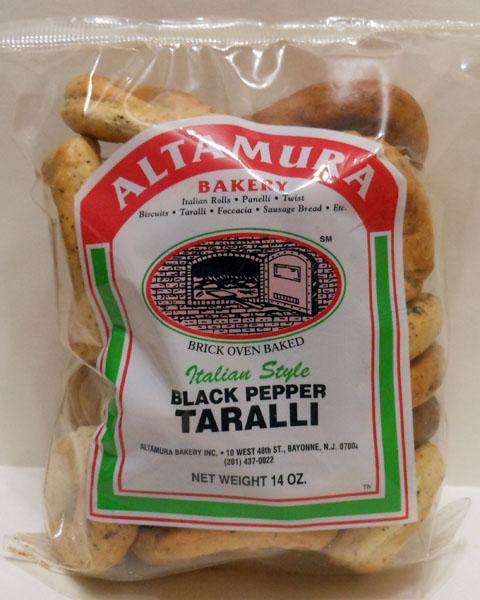 ALTAMURA
BAKERY
Italian Rolls • Panelli • Twist
Biscuits • Taralli • Foccacia • Sausage Bread • Etc.
SM
BRICK OVEN BAKED
Italian Style
BLACK PEPPER
TARALLI
ALTAMURA BAKERY INC. • 10 WEST 48th ST., BAYONNE, N.J. 07002
(201) 437-0022
NET WEIGHT 14 OZ.
TM